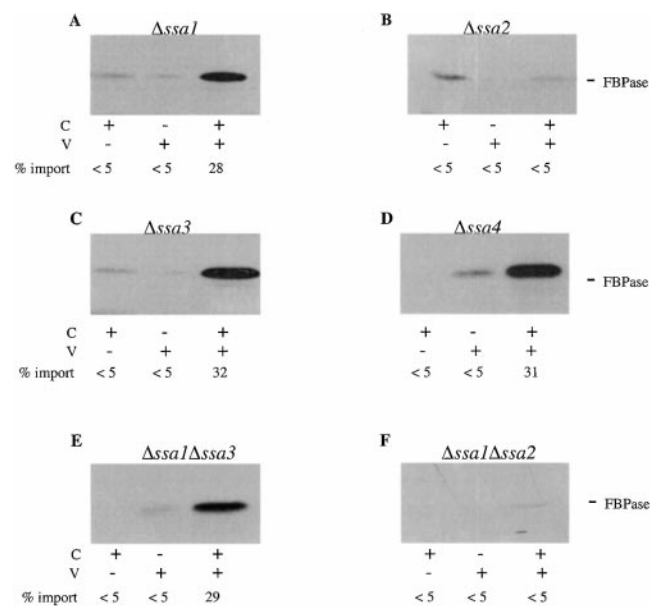 A Δssa1
B Δssa2
- FBPase
C + - +
V - + +
% import < 5 < 5 28
+ - +
- + +
< 5 < 5 < 5
C Δssa3
D Δssa4
- FBPase
C + - +
V - + +
% import < 5 < 5 32
+ - +
- + +
< 5 < 5 31
E Δssa1Δssa3
F Δssa1Δssa2
- FBPase
C + - +
V - + +
% import < 5 < 5 29
+ - +
- + +
< 5 < 5 < 5